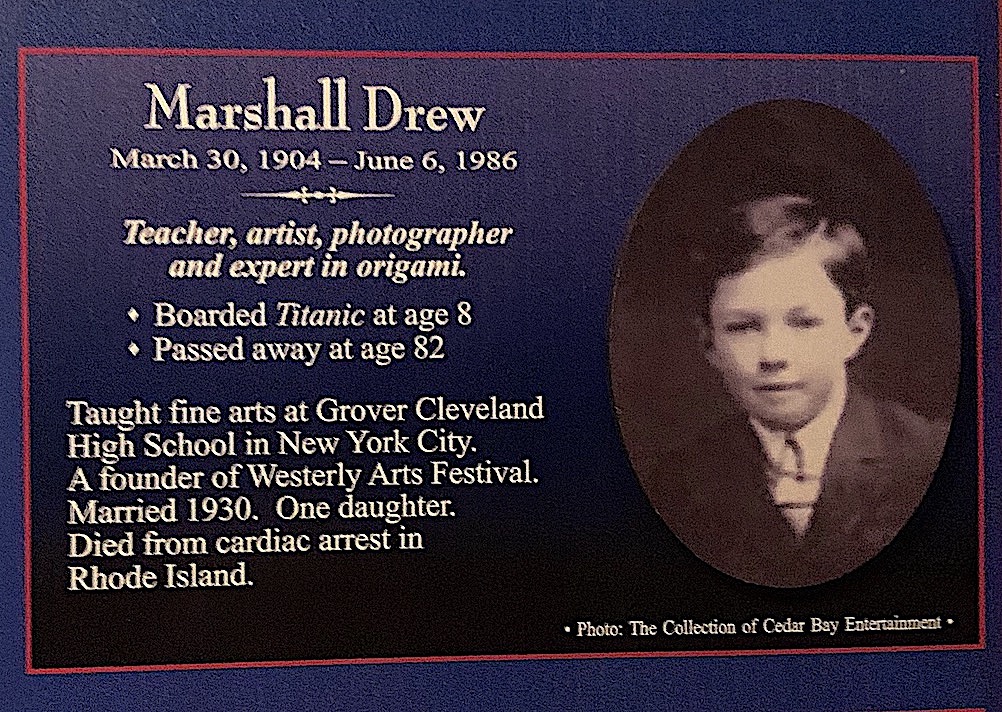 Marshall Drew
March 30, 1904 – June 6, 1986
Teacher, artist, photographer
and expert in origami.
♦ Boarded Titanic at age 8
♦ Passed away at age 82
Taught fine arts at Grover Cleveland
High School in New York City.
A founder of Westerly Arts Festival.
Married 1930.  One daughter.
Died from cardiac arrest in
Rhode Island.
• Photo: The Collection of Cedar Bay Entertainment •